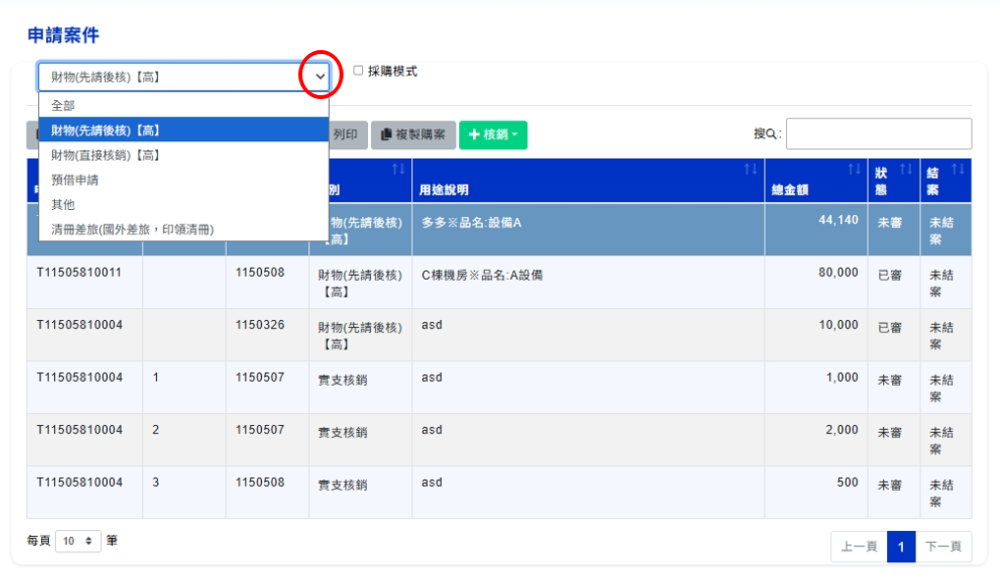 申請案件
財物(先請後核)【高】
採購模式
全部
財物(先請後核)【高】
財物(直接核銷)【高】
預借申請
其他
清冊差旅(國外差旅，印領清冊)
列印
複製購案
核銷
搜:
別
用途說明
總金額
狀態
結案
物(先請後核)【高】
多多※品名:設備A
44,140
未審
未結案
T11505810011
1150508
財物(先請後核)【高】
C棟機房※品名:A設備
80,000
已審
未結案
T11505810004
1150326
財物(先請後核)【高】
asd
10,000
已審
未結案
T11505810004
1
1150507
實支核銷
asd
1,000
未審
未結案
T11505810004
2
1150507
實支核銷
asd
2,000
未審
未結案
T11505810004
3
1150508
實支核銷
asd
500
未審
未結案
每頁 10 筆
上一頁
1
下一頁